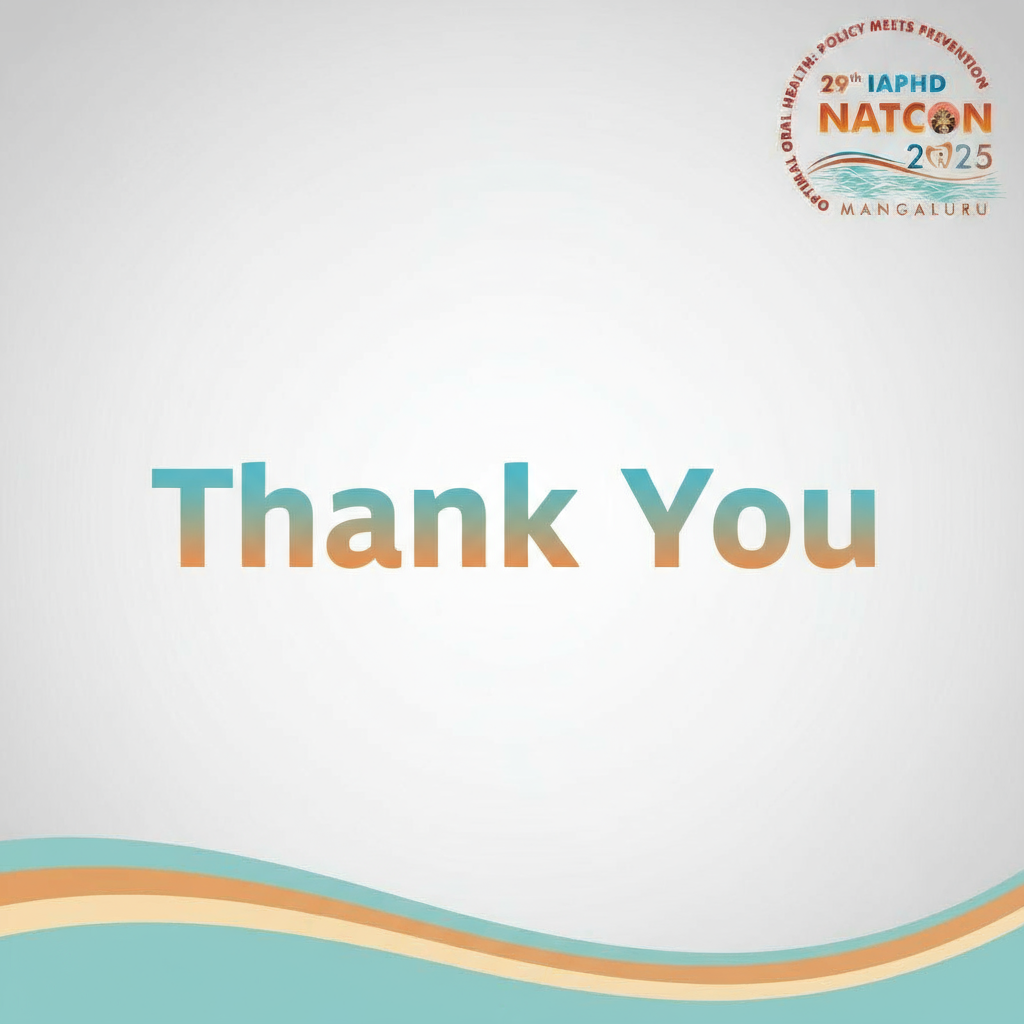 OPTIMAL ORAL HEALTH: POLICY MEETS PREVENTION
29th IAPHD
NATCON
2025
MANGALURU
Thank You